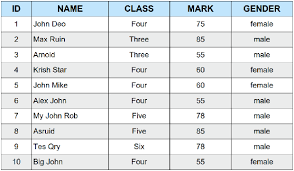 ID NAME CLASS MARK GENDER
1 John Deo Four 75 female
2 Max Ruin Three 85 male
3 Arnold Three 55 male
4 Krish Star Four 60 female
5 John Mike Four 60 female
6 Alex John Four 55 male
7 My John Rob Five 78 male
8 Asruid Five 85 male
9 Tes Qry Six 78 male
10 Big John Four 55 female